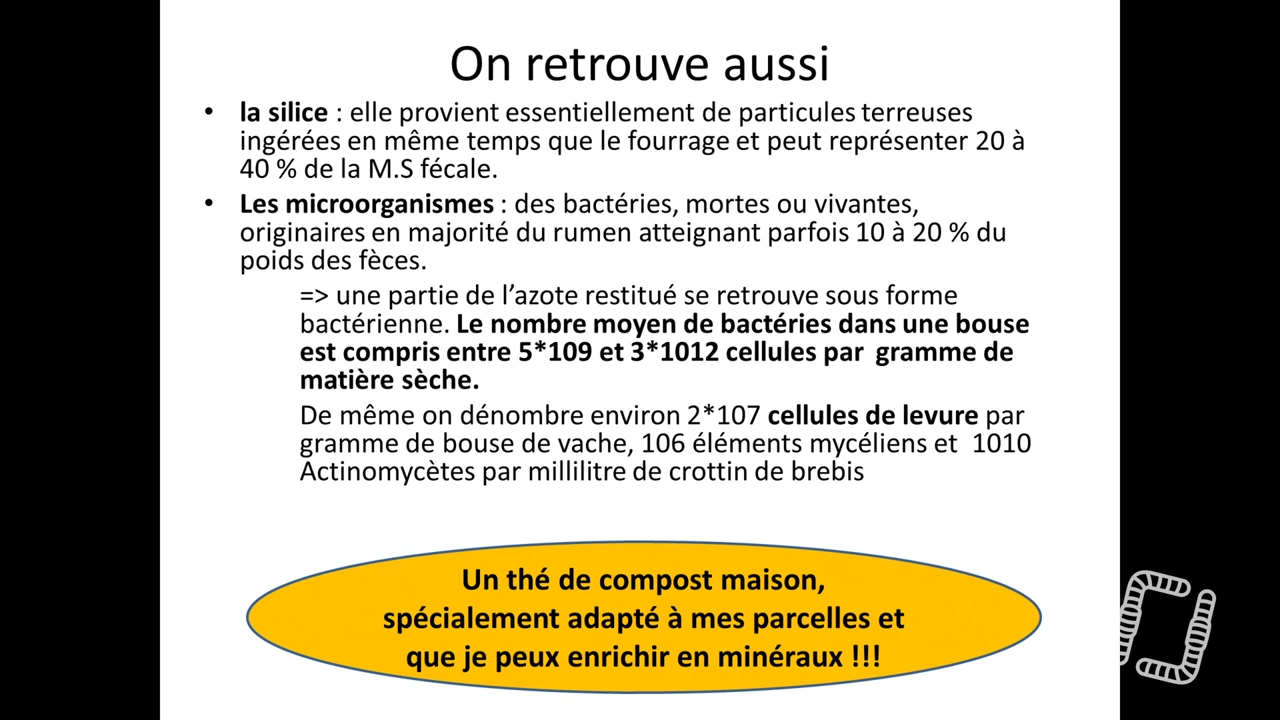 On retrouve aussi
• la silice : elle provient essentiellement de particules terreuses
ingérées en même temps que le fourrage et peut représenter 20 à
40 % de la M.S fécale.
• Les microorganismes : des bactéries, mortes ou vivantes,
originaires en majorité du rumen atteignant parfois 10 à 20 % du
poids des fèces.
=> une partie de l’azote restitué se retrouve sous forme
bactérienne. Le nombre moyen de bactéries dans une bouse
est compris entre 5*109 et 3*1012 cellules par gramme de
matière sèche.
De même on dénombre environ 2*107 cellules de levure par
gramme de bouse de vache, 106 éléments mycéliens et 1010
Actinomycètes par millilitre de crottin de brebis
Un thé de compost maison,
spécialement adapté à mes parcelles et
que je peux enrichir en minéraux !!!